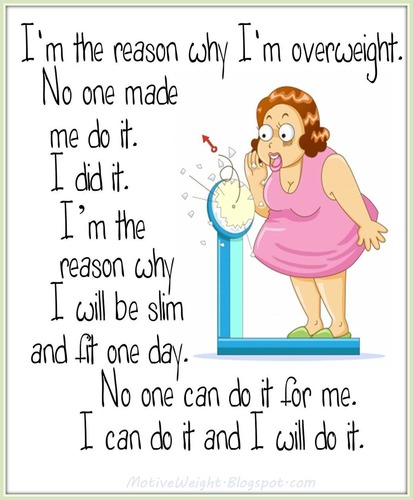 I'm the reason why I'm overweight.
No one made
me do it.
I did it.
I'm the
reason why
I will be slim
and fit one day.
No one can do it for me.
I can do it and I will do it.
MotiveWeight.Blogspot.com